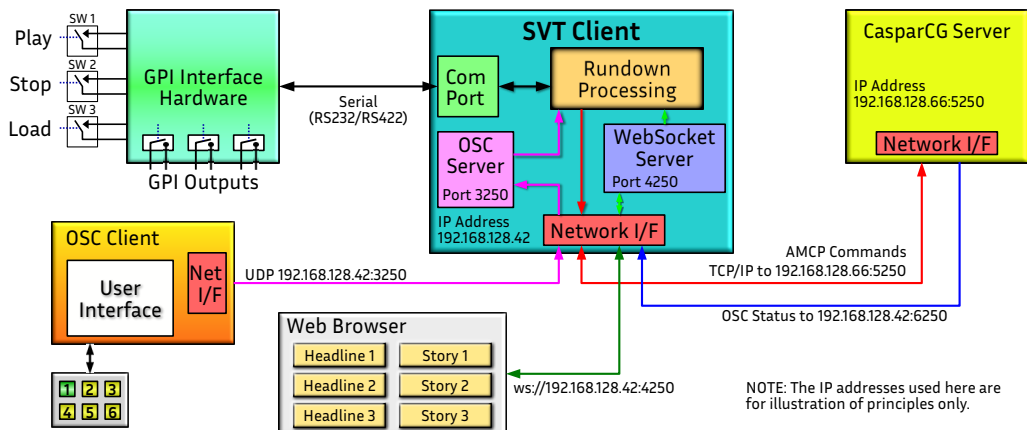 SW 1
Play
SW 2
Stop
SW 3
Load
GPI Interface
Hardware
GPI Outputs
Serial
(RS232/RS422)
SVT Client
Com
Port
Rundown
Processing
OSC
Server
Port 3250
WebSocket
Server
Port 4250
IP Address
192.168.128.42
Network I/F
CasparCG Server
IP Address
192.168.128.66:5250
Network I/F
AMCP Commands
TCP/IP to 192.168.128.66:5250
OSC Status to 192.168.128.42:6250
OSC Client
User
Interface
Net
I/F
UDP 192.168.128.42:3250
1 2 3
4 5 6
Web Browser
Headline 1 Story 1
Headline 2 Story 2
Headline 3 Story 3
ws://192.168.128.42:4250
NOTE: The IP addresses used here are
for illustration of principles only.